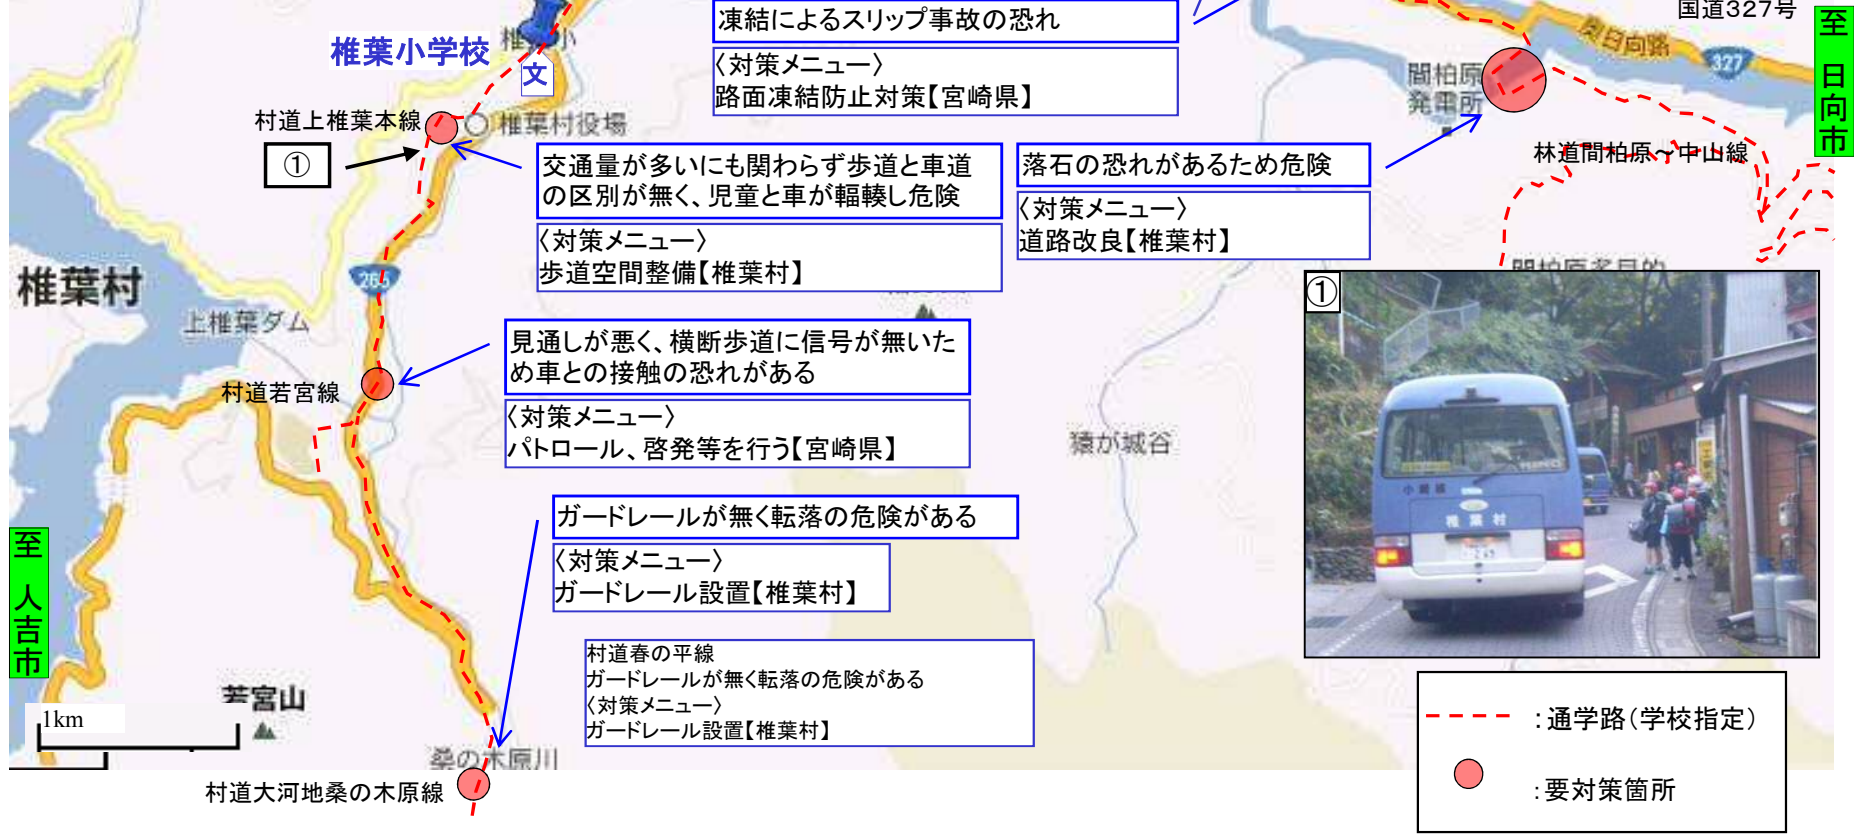 国道327号
凍結によるスリップ事故の恐れ
〈対策メニュー〉
路面凍結防止対策【宮崎県】
椎葉小学校
文
奥日向路
327
至 日向市
間柏原
発電所
村道上椎葉本線
椎葉村役場
①
交通量が多いにも関わらず歩道と車道
の区別が無く、児童と車が輻輳し危険
〈対策メニュー〉
歩道空間整備【椎葉村】
落石の恐れがあるため危険
〈対策メニュー〉
道路改良【椎葉村】
林道間柏原~中山線
椎葉村
上椎葉ダム
265
見通しが悪く、横断歩道に信号が無いた
め車との接触の恐れがある
〈対策メニュー〉
パトロール、啓発等を行う【宮崎県】
村道若宮線
猿が城谷
①
椎葉村
ガードレールが無く転落の危険がある
〈対策メニュー〉
ガードレール設置【椎葉村】
至 人吉市
村道春の平線
ガードレールが無く転落の危険がある
〈対策メニュー〉
ガードレール設置【椎葉村】
若宮山
1km
桑の木原川
村道大河地桑の木原線
:通学路(学校指定)
:要対策箇所